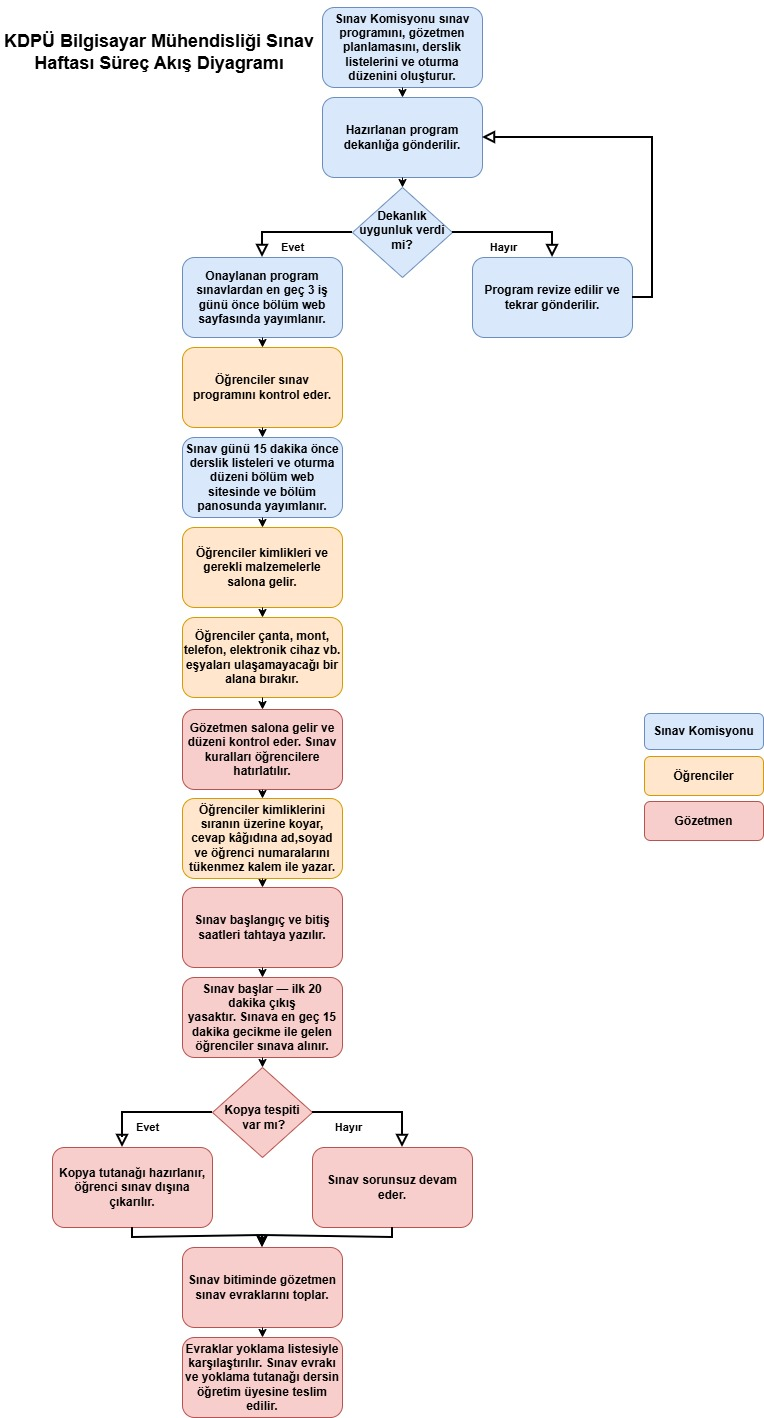 KDPÜ Bilgisayar Mühendisliği Sınav
Haftası Süreç Akış Diyagramı
Sınav Komisyonu sınav
programını, gözetmen
planlamasını, derslik
listelerini ve oturma
düzenini oluşturur.
Hazırlanan program
dekanlığa gönderilir.
Dekanlık
uygunluk verdi
mi?
Evet
Hayır
Onaylanan program
sınavlardan en geç 3 iş
günü önce bölüm web
sayfasında yayımlanır.
Program revize edilir ve
tekrar gönderilir.
Öğrenciler sınav
programını kontrol eder.
Sınav günü 15 dakika önce
derslik listeleri ve oturma
düzeni bölüm web
sitesinde ve bölüm
panosunda yayımlanır.
Öğrenciler kimlikleri ve
gerekli malzemelerle
salona gelir.
Öğrenciler çanta, mont,
telefon, elektronik cihaz vb.
eşyaları ulaşamayacağı bir
alana bırakır.
Gözetmen salona gelir ve
düzeni kontrol eder. Sınav
kuralları öğrencilere
hatırlatılır.
Sınav Komisyonu
Öğrenciler
Gözetmen
Öğrenciler kimliklerini
sıranın üzerine koyar,
cevap kâğıdına ad,soyad
ve öğrenci numaralarını
tükenmez kalem ile yazar.
Sınav başlangıç ve bitiş
saatleri tahtaya yazılır.
Sınav başlar — ilk 20
dakika çıkış
yasaktır. Sınava en geç 15
dakika gecikme ile gelen
öğrenciler sınava alınır.
Kopya tespiti
var mı?
Evet
Hayır
Kopya tutanağı hazırlanır,
öğrenci sınav dışına
çıkarılır.
Sınav sorunsuz devam
eder.
Sınav bitiminde gözetmen
sınav evraklarını toplar.
Evraklar yoklama listesiyle
karşılaştırılır. Sınav evrakı
ve yoklama tutanağı dersin
öğretim üyesine teslim
edilir.